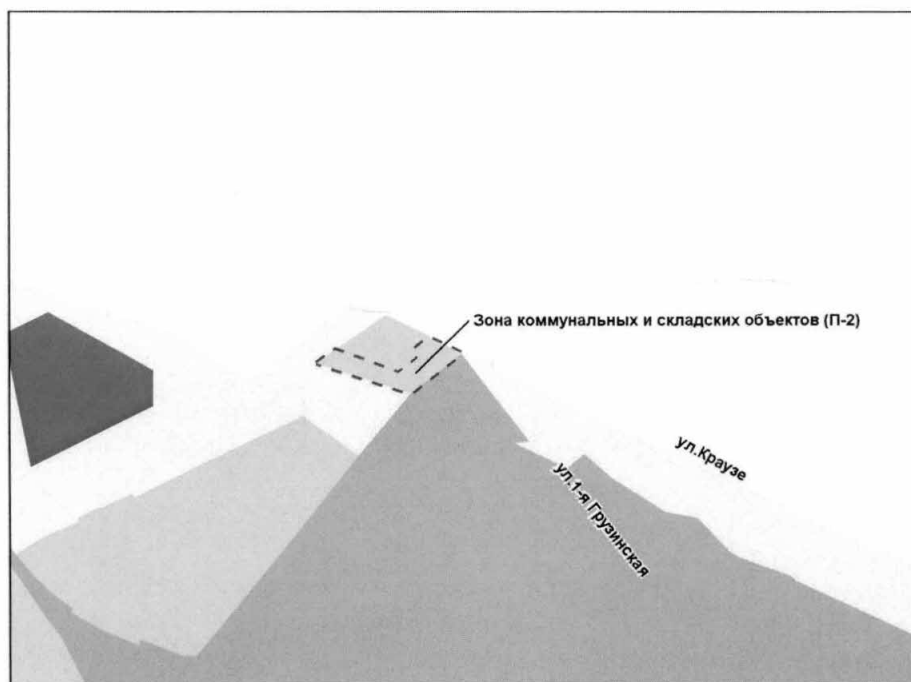 Зона коммунальных и складских объектов (П-2)
ул.Краузе
ул.1-я Грузинская